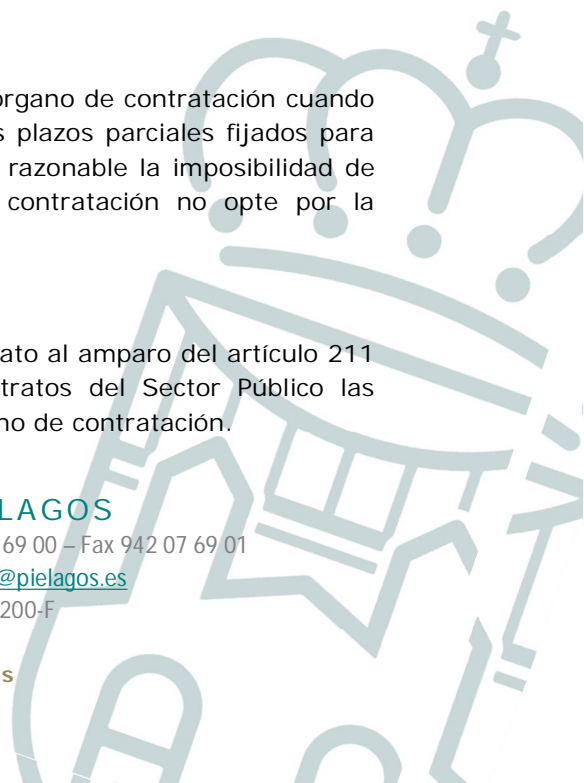 órgano de contratación cuando
s plazos parciales fijados para
razonable la imposibilidad de
contratación no opte por la
ato al amparo del artículo 211
tratos del Sector Público las
no de contratación.
LAGOS
69 00 – Fax 942 07 69 01
@pielagos.es
200-F
s